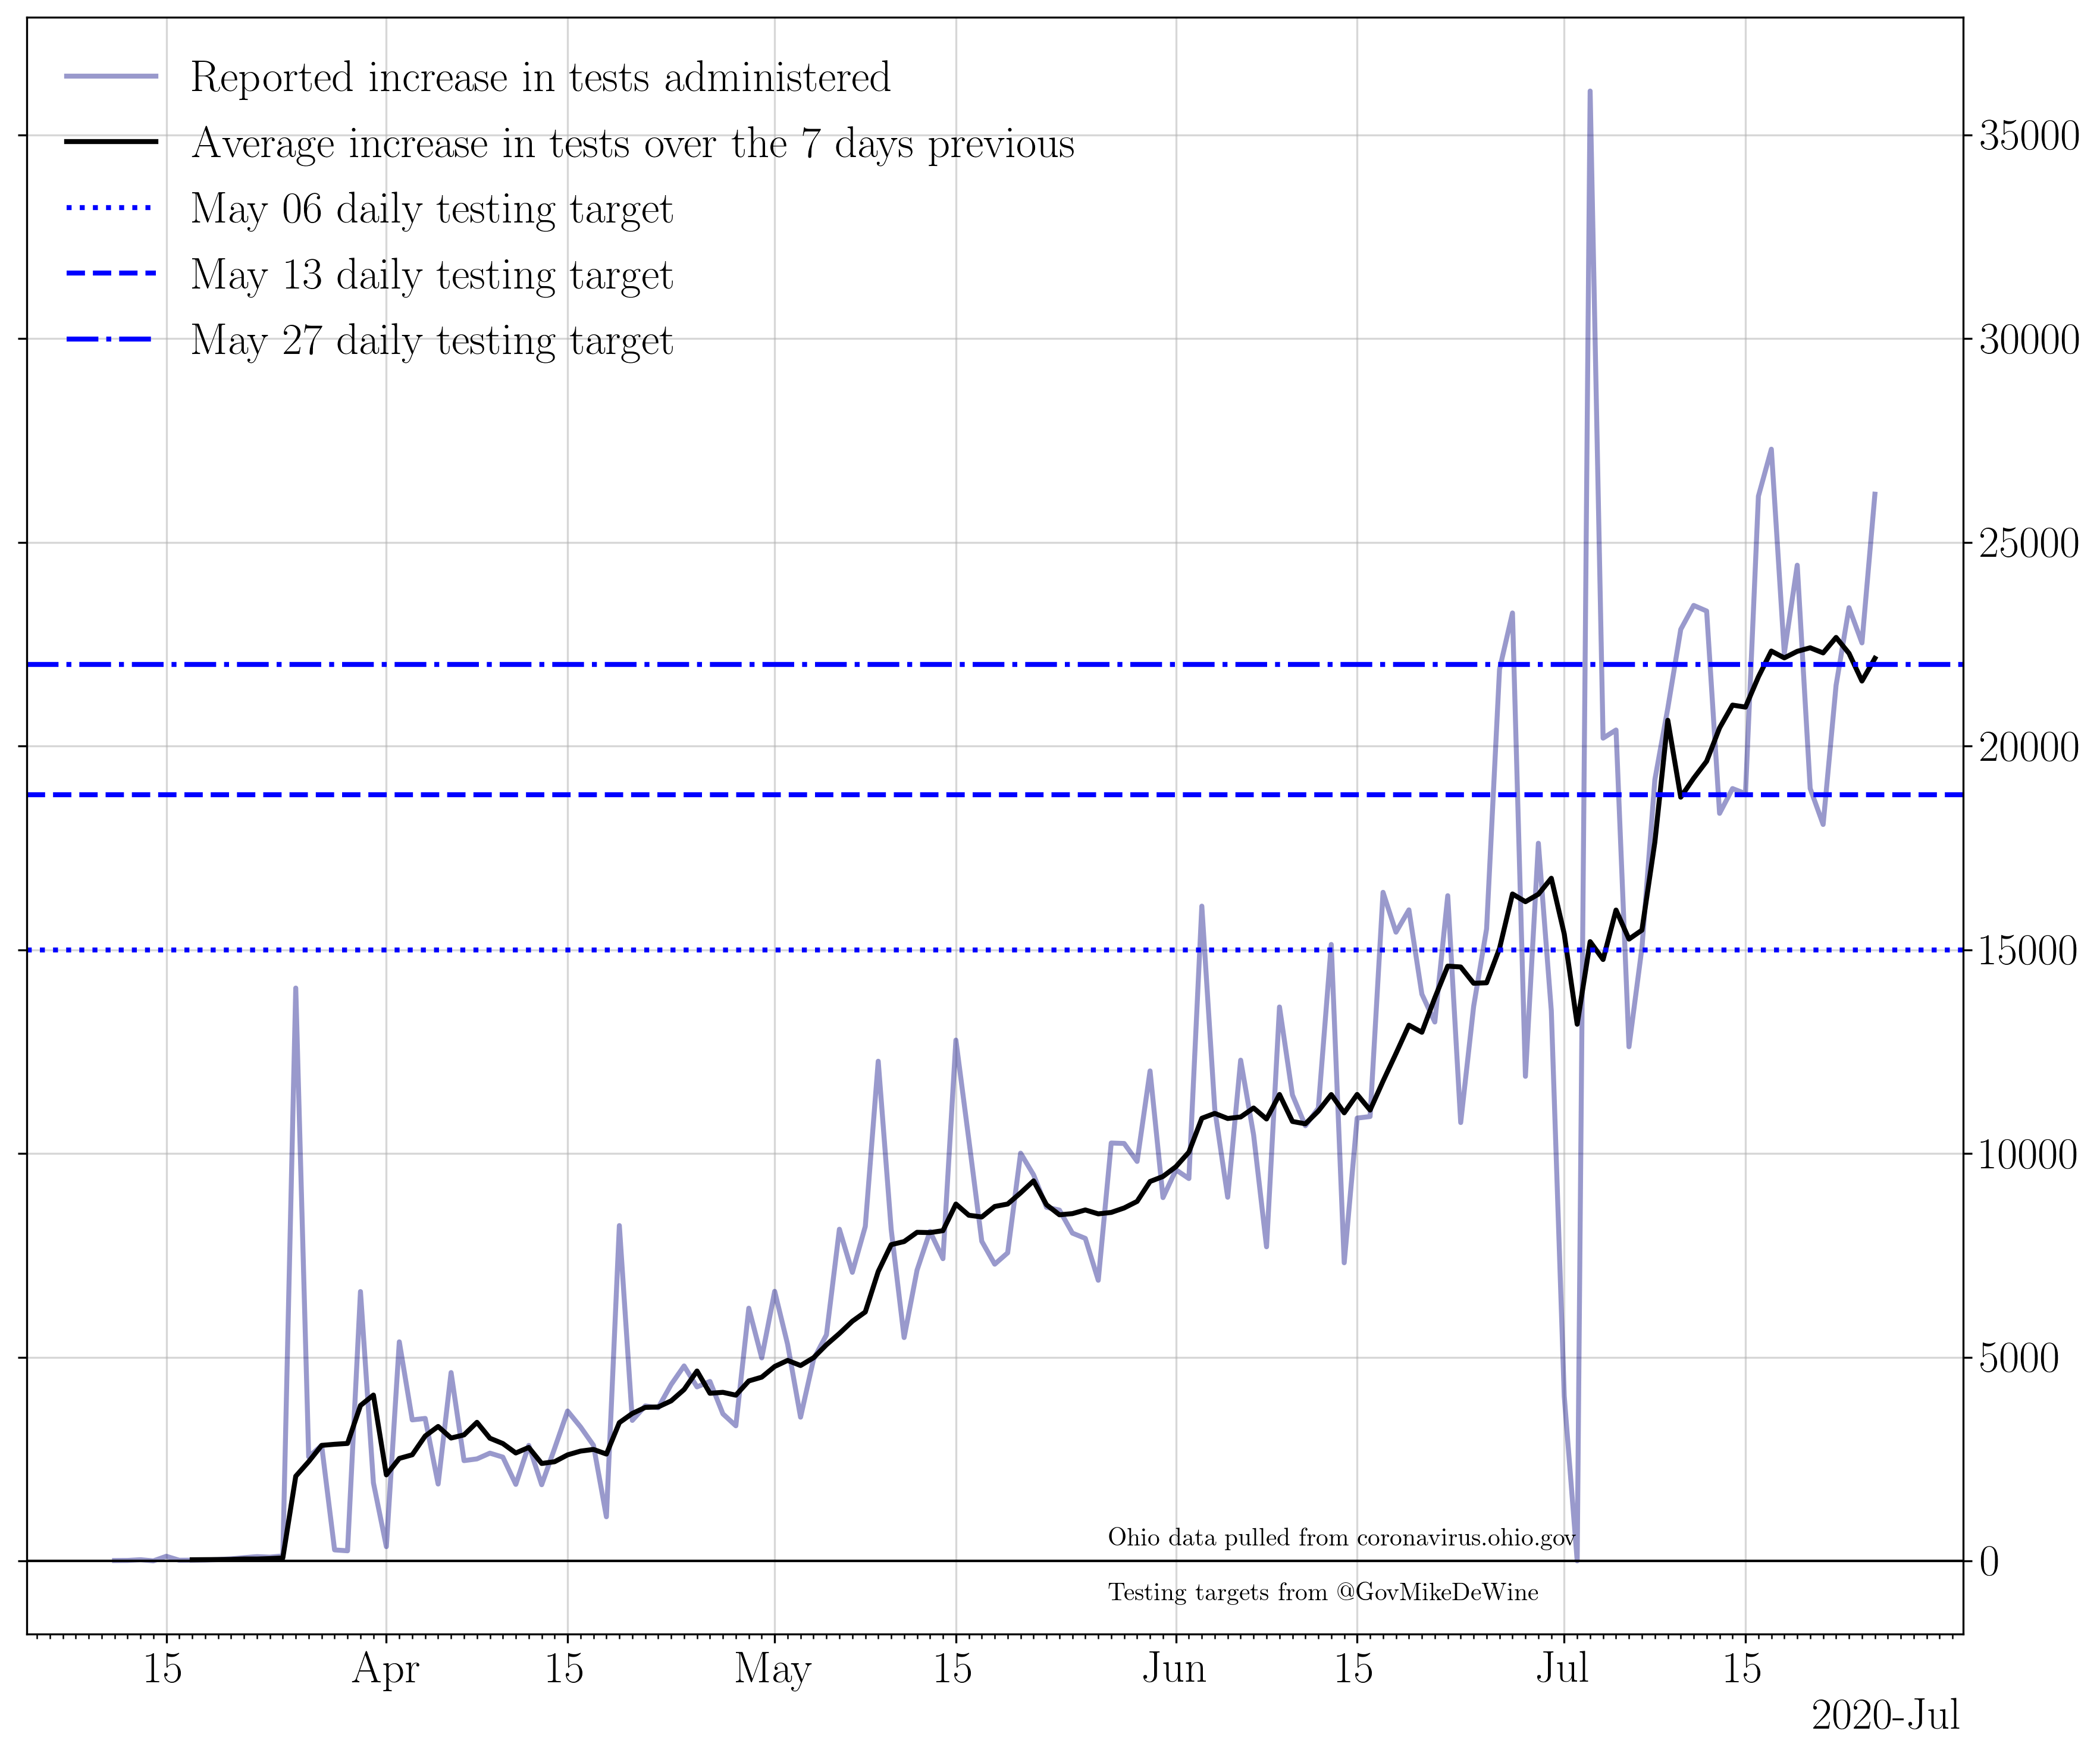 Reported increase in tests administered
Average increase in tests over the 7 days previous
May 06 daily testing target
May 13 daily testing target
May 27 daily testing target
35000
30000
25000
20000
15000
10000
5000
0
Ohio data pulled from coronavirus.ohio.gov
Testing targets from @GovMikeDeWine
15 Apr 15 May 15 Jun 15 Jul 15
2020-Jul